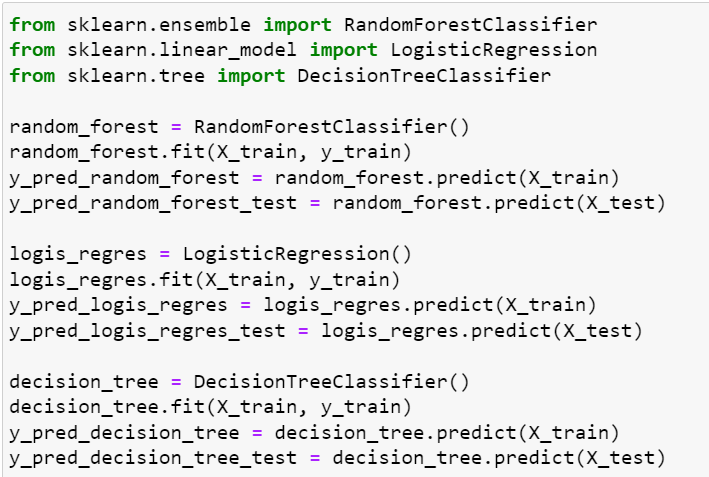 from sklearn.ensemble import RandomForestClassifier
from sklearn.linear_model import LogisticRegression
from sklearn.tree import DecisionTreeClassifier
random_forest = RandomForestClassifier()
random_forest.fit(X_train, y_train)
y_pred_random_forest = random_forest.predict(X_train)
y_pred_random_forest_test = random_forest.predict(X_test)
logis_regres = LogisticRegression()
logis_regres.fit(X_train, y_train)
y_pred_logis_regres = logis_regres.predict(X_train)
y_pred_logis_regres_test = logis_regres.predict(X_test)
decision_tree = DecisionTreeClassifier()
decision_tree.fit(X_train, y_train)
y_pred_decision_tree = decision_tree.predict(X_train)
y_pred_decision_tree_test = decision_tree.predict(X_test)